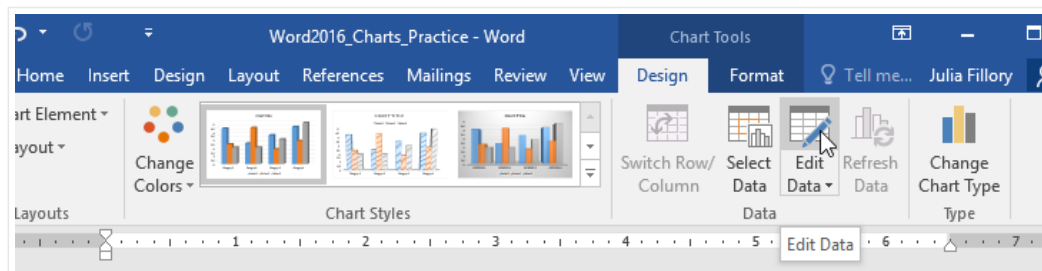 Word2016_Charts_Practice - Word
Chart Tools
Home Insert Design Layout References Mailings Review View Design Format Tell me... Julia Fillory
art Element
ayout
Change
Colors
Switch Row/
Column
Select
Data
Edit
Data
Refresh
Data
Change
Chart Type
Layouts
Chart Styles
Data
Type
1 2 3 4 5 6 7
Edit Data